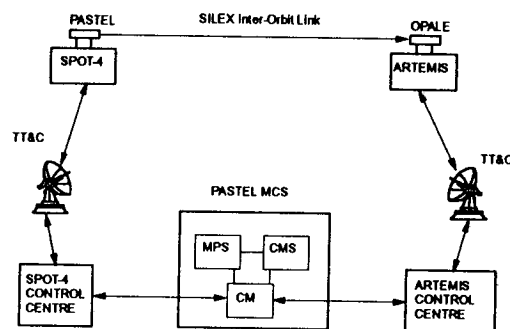 PASTEL
SILEX Inter-Orbit Link
OPALE
SPOT-4
ARTEMIS
TT&C
TT&C
PASTEL MCS
MPS
CMS
SPOT-4
CONTROL
CENTRE
CM
ARTEMIS
CONTROL
CENTRE